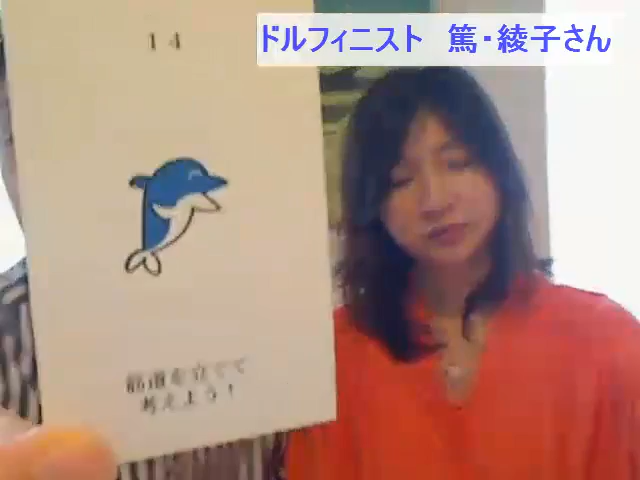 ドルフィニスト　篤・綾子さん
１４
筋道を立てて
考えよう！